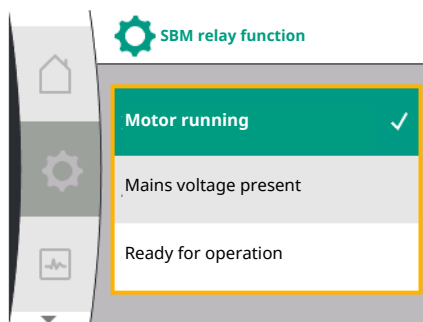 SBM relay function
Motor running
Mains voltage present
Ready for operation